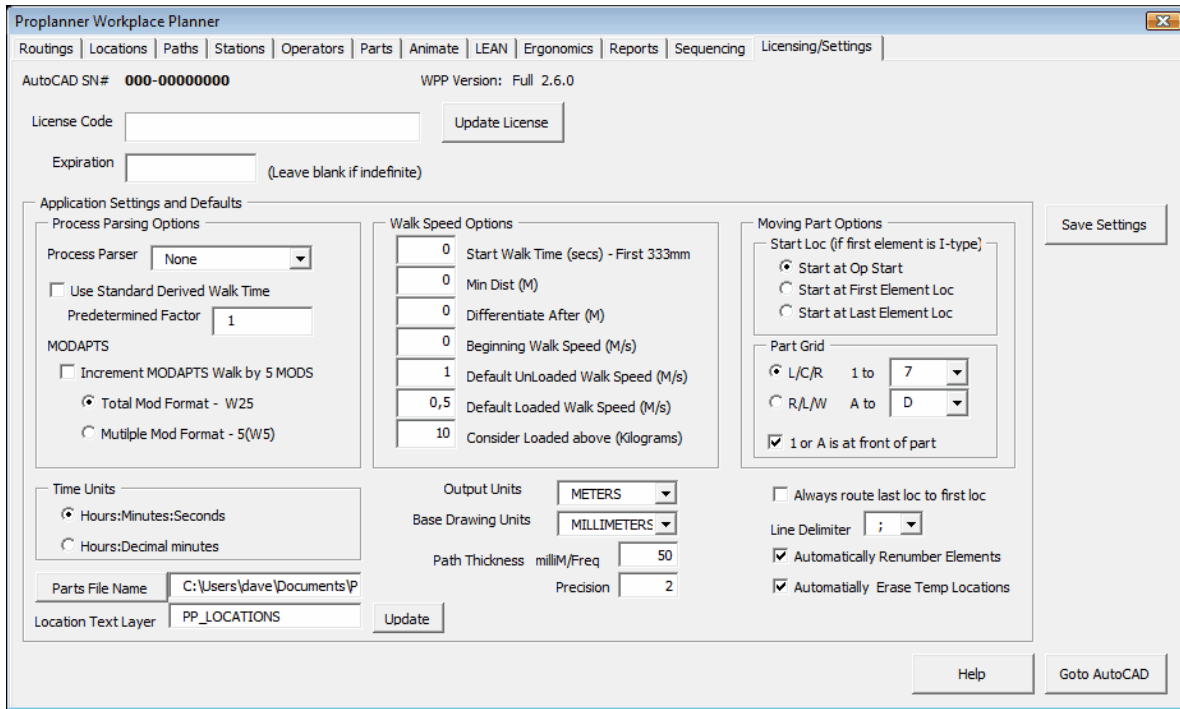 Proplanner Workplace Planner
Routings Locations Paths Stations Operators Parts Animate LEAN Ergonomics Reports Sequencing Licensing/Settings
AutoCAD SN# 000-00000000 WPP Version: Full 2.6.0
License Code Update License
Expiration (Leave blank if indefinite)
Application Settings and Defaults
Save Settings
Process Parsing Options
Process Parser None
Use Standard Derived Walk Time
Predetermined Factor 1
MODAPTS
Increment MODAPTS Walk by 5 MODS
Total Mod Format - W25
Mutilple Mod Format - 5(W5)
Walk Speed Options
0 Start Walk Time (secs) - First 333mm
0 Min Dist (M)
0 Differentiate After (M)
0 Beginning Walk Speed (M/s)
1 Default UnLoaded Walk Speed (M/s)
0,5 Default Loaded Walk Speed (M/s)
10 Consider Loaded above (Kilograms)
Moving Part Options
Start Loc (if first element is I-type)
Start at Op Start
Start at First Element Loc
Start at Last Element Loc
Part Grid
L/C/R 1 to 7
R/L/W A to D
1 or A is at front of part
Time Units
Hours:Minutes:Seconds
Hours:Decimal minutes
Output Units METERS
Base Drawing Units MILLIMETERS
Path Thickness milliM/Freq 50
Precision 2
Always route last loc to first loc
Line Delimiter ;
Automatically Renumber Elements
Automatially Erase Temp Locations
Parts File Name C:\Users\dave\Documents\P
Location Text Layer PP_LOCATIONS Update
Help Goto AutoCAD